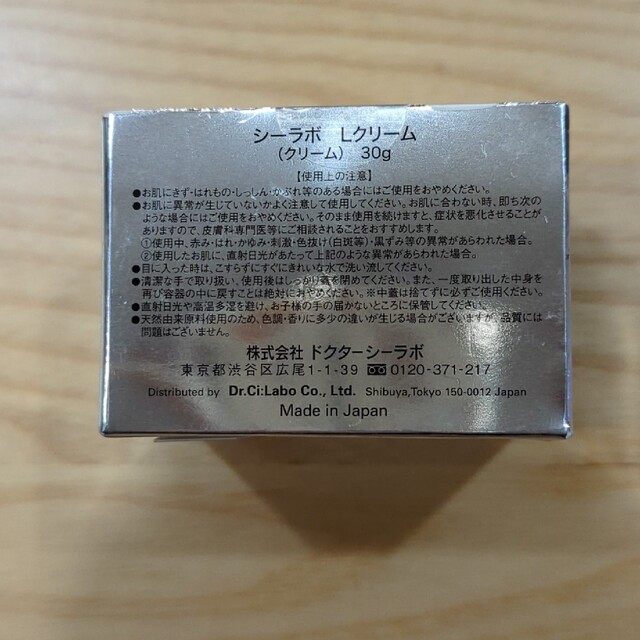 シーラボ Lクリーム
(クリーム) 30g
【使用上の注意】
●お肌にきず・はれもの・しっしん・かぶれ等のある場合にはご使用をおやめください。
●お肌に異常が生じていないかよく注意して使用してください。お肌に合わない時、即ち次の
ような場合にはご使用をおやめください。そのまま使用を続けますと、症状を悪化させることが
ありますので、皮膚科専門医等にご相談されることをおすすめします。
①使用中、赤み・はれ・かゆみ・刺激・色抜け(白斑等)・黒ずみ等の異常があらわれた場合。
②使用したお肌に、直射日光があたって上記のような異常があらわれた場合。
●目に入った時は、こすらずすぐにきれいな水で洗い流してください。
●清潔な手で取り扱い、使用後はしっかり蓋を閉めてください。また、一度取り出した中身を
再び容器の中に戻すことは絶対におやめください。※中蓋は捨てずに必ずご使用ください。
●直射日光や高温多湿を避け、お子様の手の届かないところに保管してください。
●天然由来原料使用のため、色調・香りに多少の違いが生じる場合がございますが、品質には
問題はございません。
株式会社 ドクターシーラボ
東京都渋谷区広尾1-1-39 0120-371-217
Distributed by Dr.Ci:Labo Co., Ltd. Shibuya,Tokyo 150-0012 Japan
Made in Japan